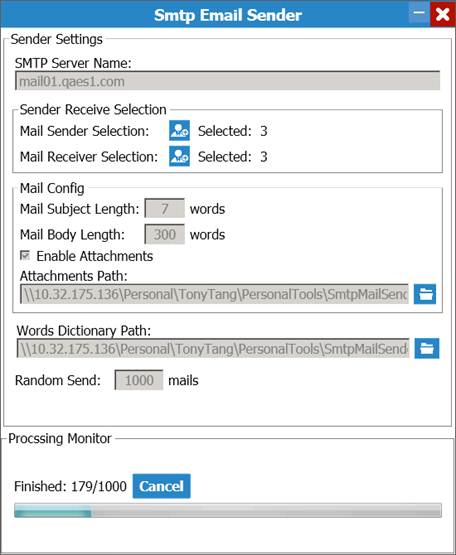 Smtp Email Sender
Sender Settings
SMTP Server Name:
mail01.qaes1.com
Sender Receive Selection
Mail Sender Selection: Selected: 3
Mail Receiver Selection: Selected: 3
Mail Config
Mail Subject Length: 7 words
Mail Body Length: 300 words
Enable Attachments
Attachments Path:
\\10.32.175.136\Personal\TonyTang\PersonalTools\SmtpMailSend
Words Dictionary Path:
\\10.32.175.136\Personal\TonyTang\PersonalTools\SmtpMailSende
Random Send: 1000 mails
Procssing Monitor
Finished: 179/1000 Cancel